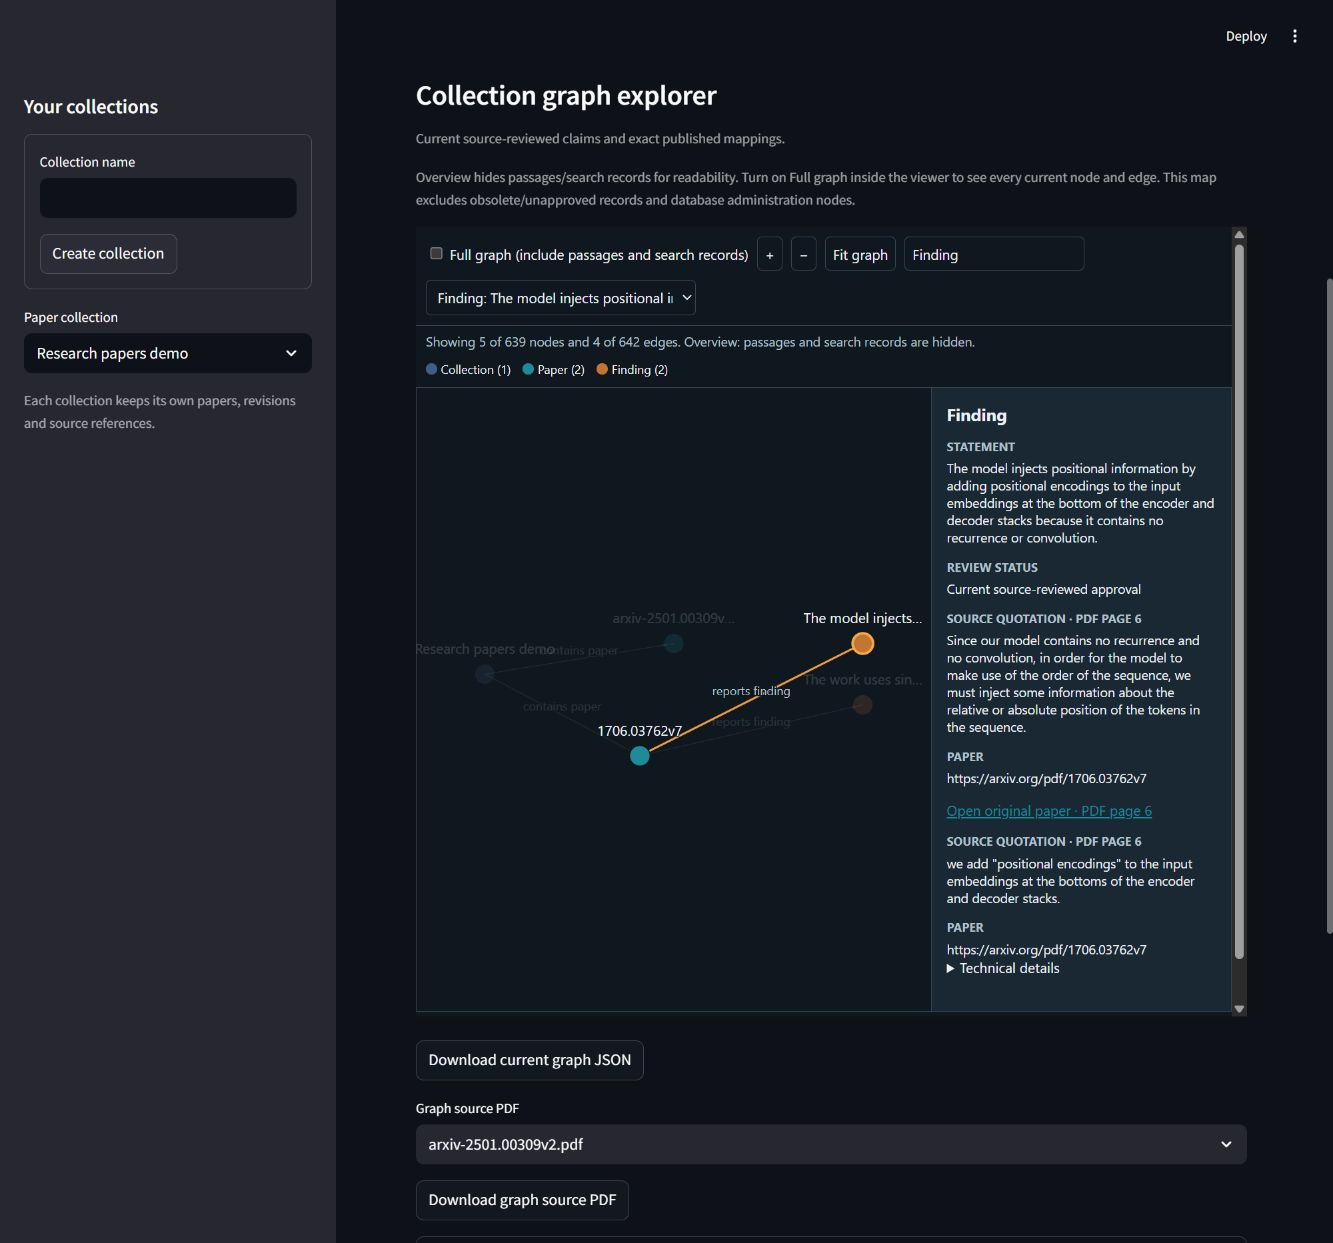 Deploy
Your collections
Collection name
Create collection
Paper collection
Research papers demo
Each collection keeps its own papers, revisions
and source references.
Collection graph explorer
Current source-reviewed claims and exact published mappings.
Overview hides passages/search records for readability. Turn on Full graph inside the viewer to see every current node and edge. This map
excludes obsolete/unapproved records and database administration nodes.
Full graph (include passages and search records)
+
−
Fit graph
Finding
Finding: The model injects positional i
Showing 5 of 639 nodes and 4 of 642 edges. Overview: passages and search records are hidden.
Collection (1) Paper (2) Finding (2)
arxiv-2501.00309v...
The model injects...
Research papers demo
contains paper
The work uses sin...
reports finding
contains paper
reports finding
1706.03762v7
Finding
STATEMENT
The model injects positional information by
adding positional encodings to the input
embeddings at the bottom of the encoder and
decoder stacks because it contains no
recurrence or convolution.
REVIEW STATUS
Current source-reviewed approval
SOURCE QUOTATION · PDF PAGE 6
Since our model contains no recurrence and
no convolution, in order for the model to
make use of the order of the sequence, we
must inject some information about the
relative or absolute position of the tokens in
the sequence.
PAPER
https://arxiv.org/pdf/1706.03762v7
Open original paper · PDF page 6
SOURCE QUOTATION · PDF PAGE 6
we add "positional encodings" to the input
embeddings at the bottoms of the encoder
and decoder stacks.
PAPER
https://arxiv.org/pdf/1706.03762v7
Technical details
Download current graph JSON
Graph source PDF
arxiv-2501.00309v2.pdf
Download graph source PDF